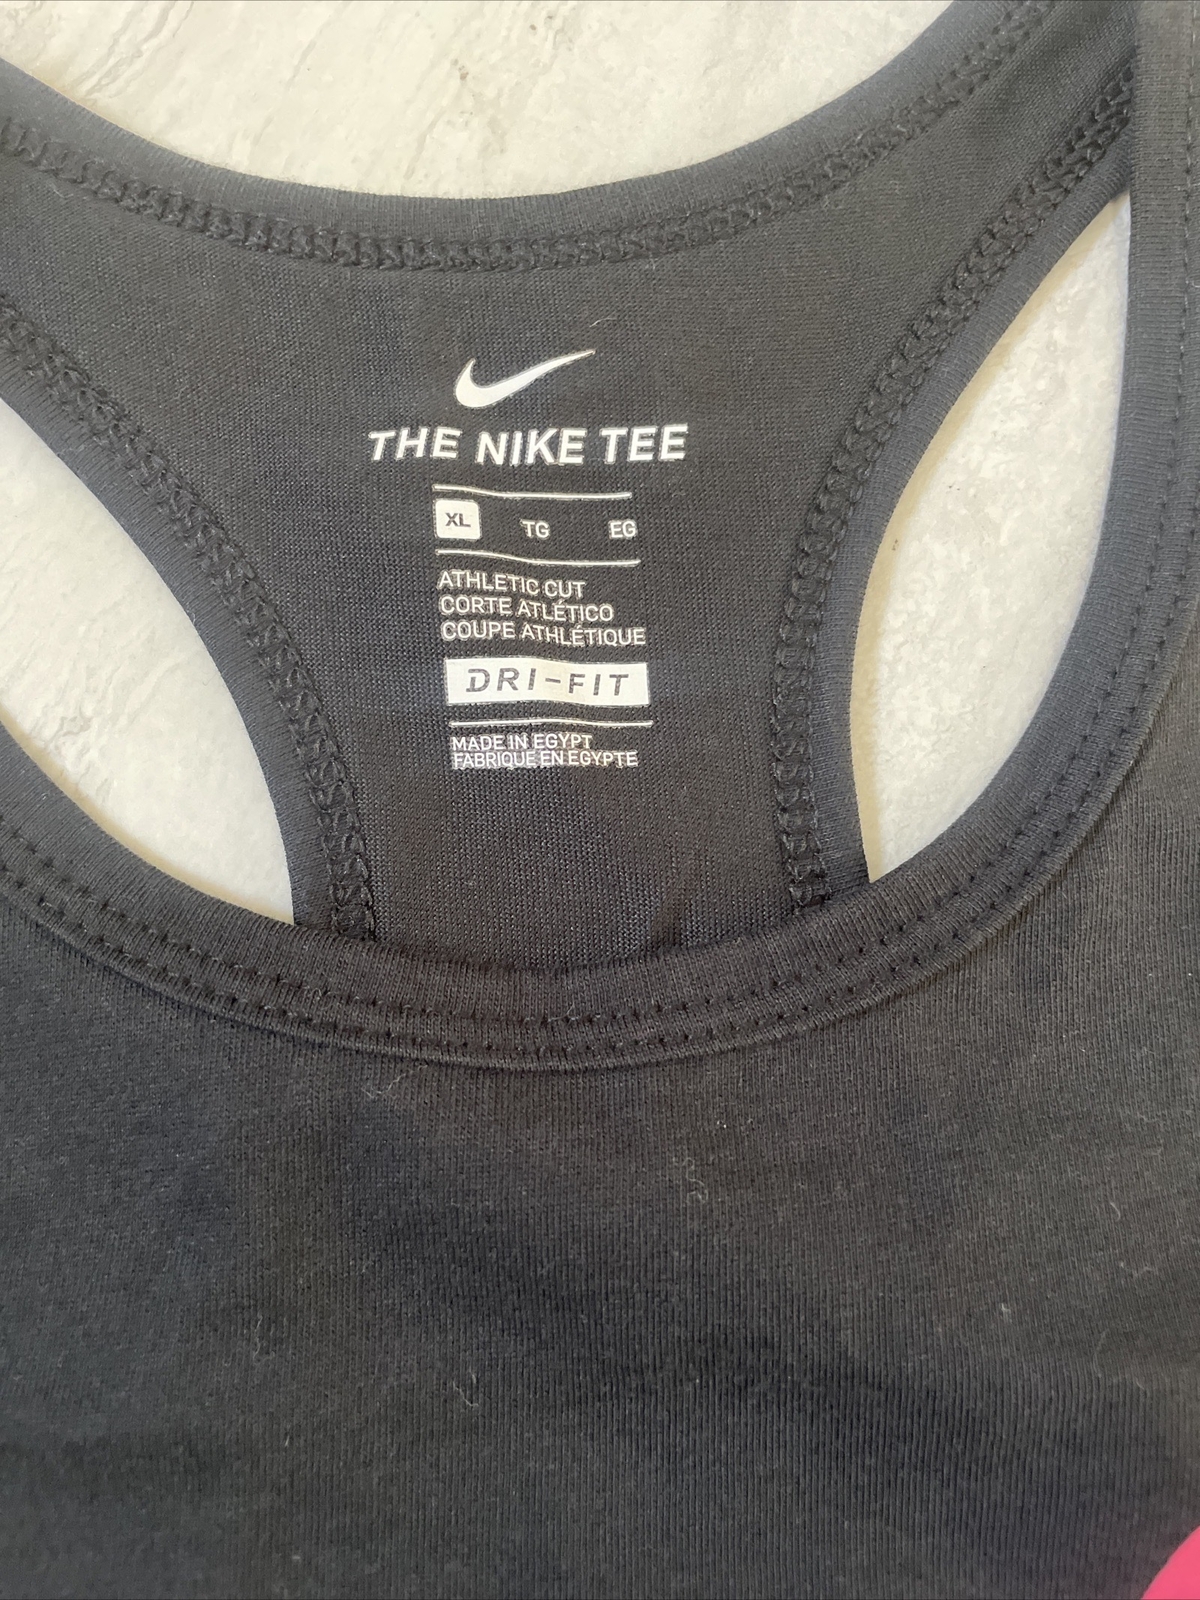 THE NIKE TEE
XL TG EG
ATHLETIC CUT
CORTE ATLÉTICO
COUPE ATHLÉTIQUE
DRI-FIT
MADE IN EGYPT
FABRIQUE EN EGYPTE